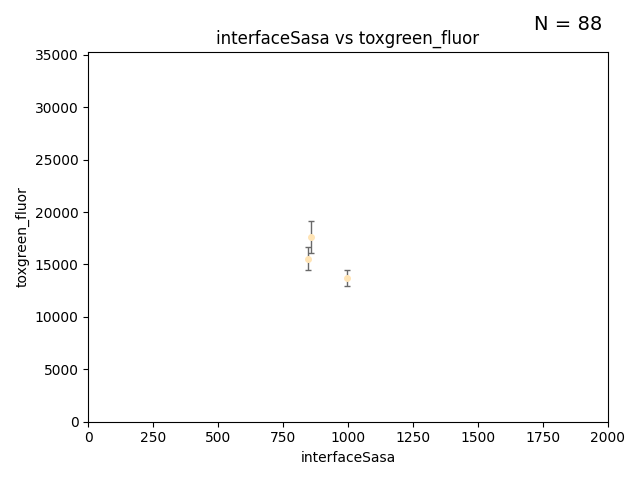 N = 88
interfaceSasa vs toxgreen_fluor
35000
30000
25000
20000
15000
10000
5000
0
toxgreen_fluor
0 250 500 750 1000 1250 1500 1750 2000
interfaceSasa